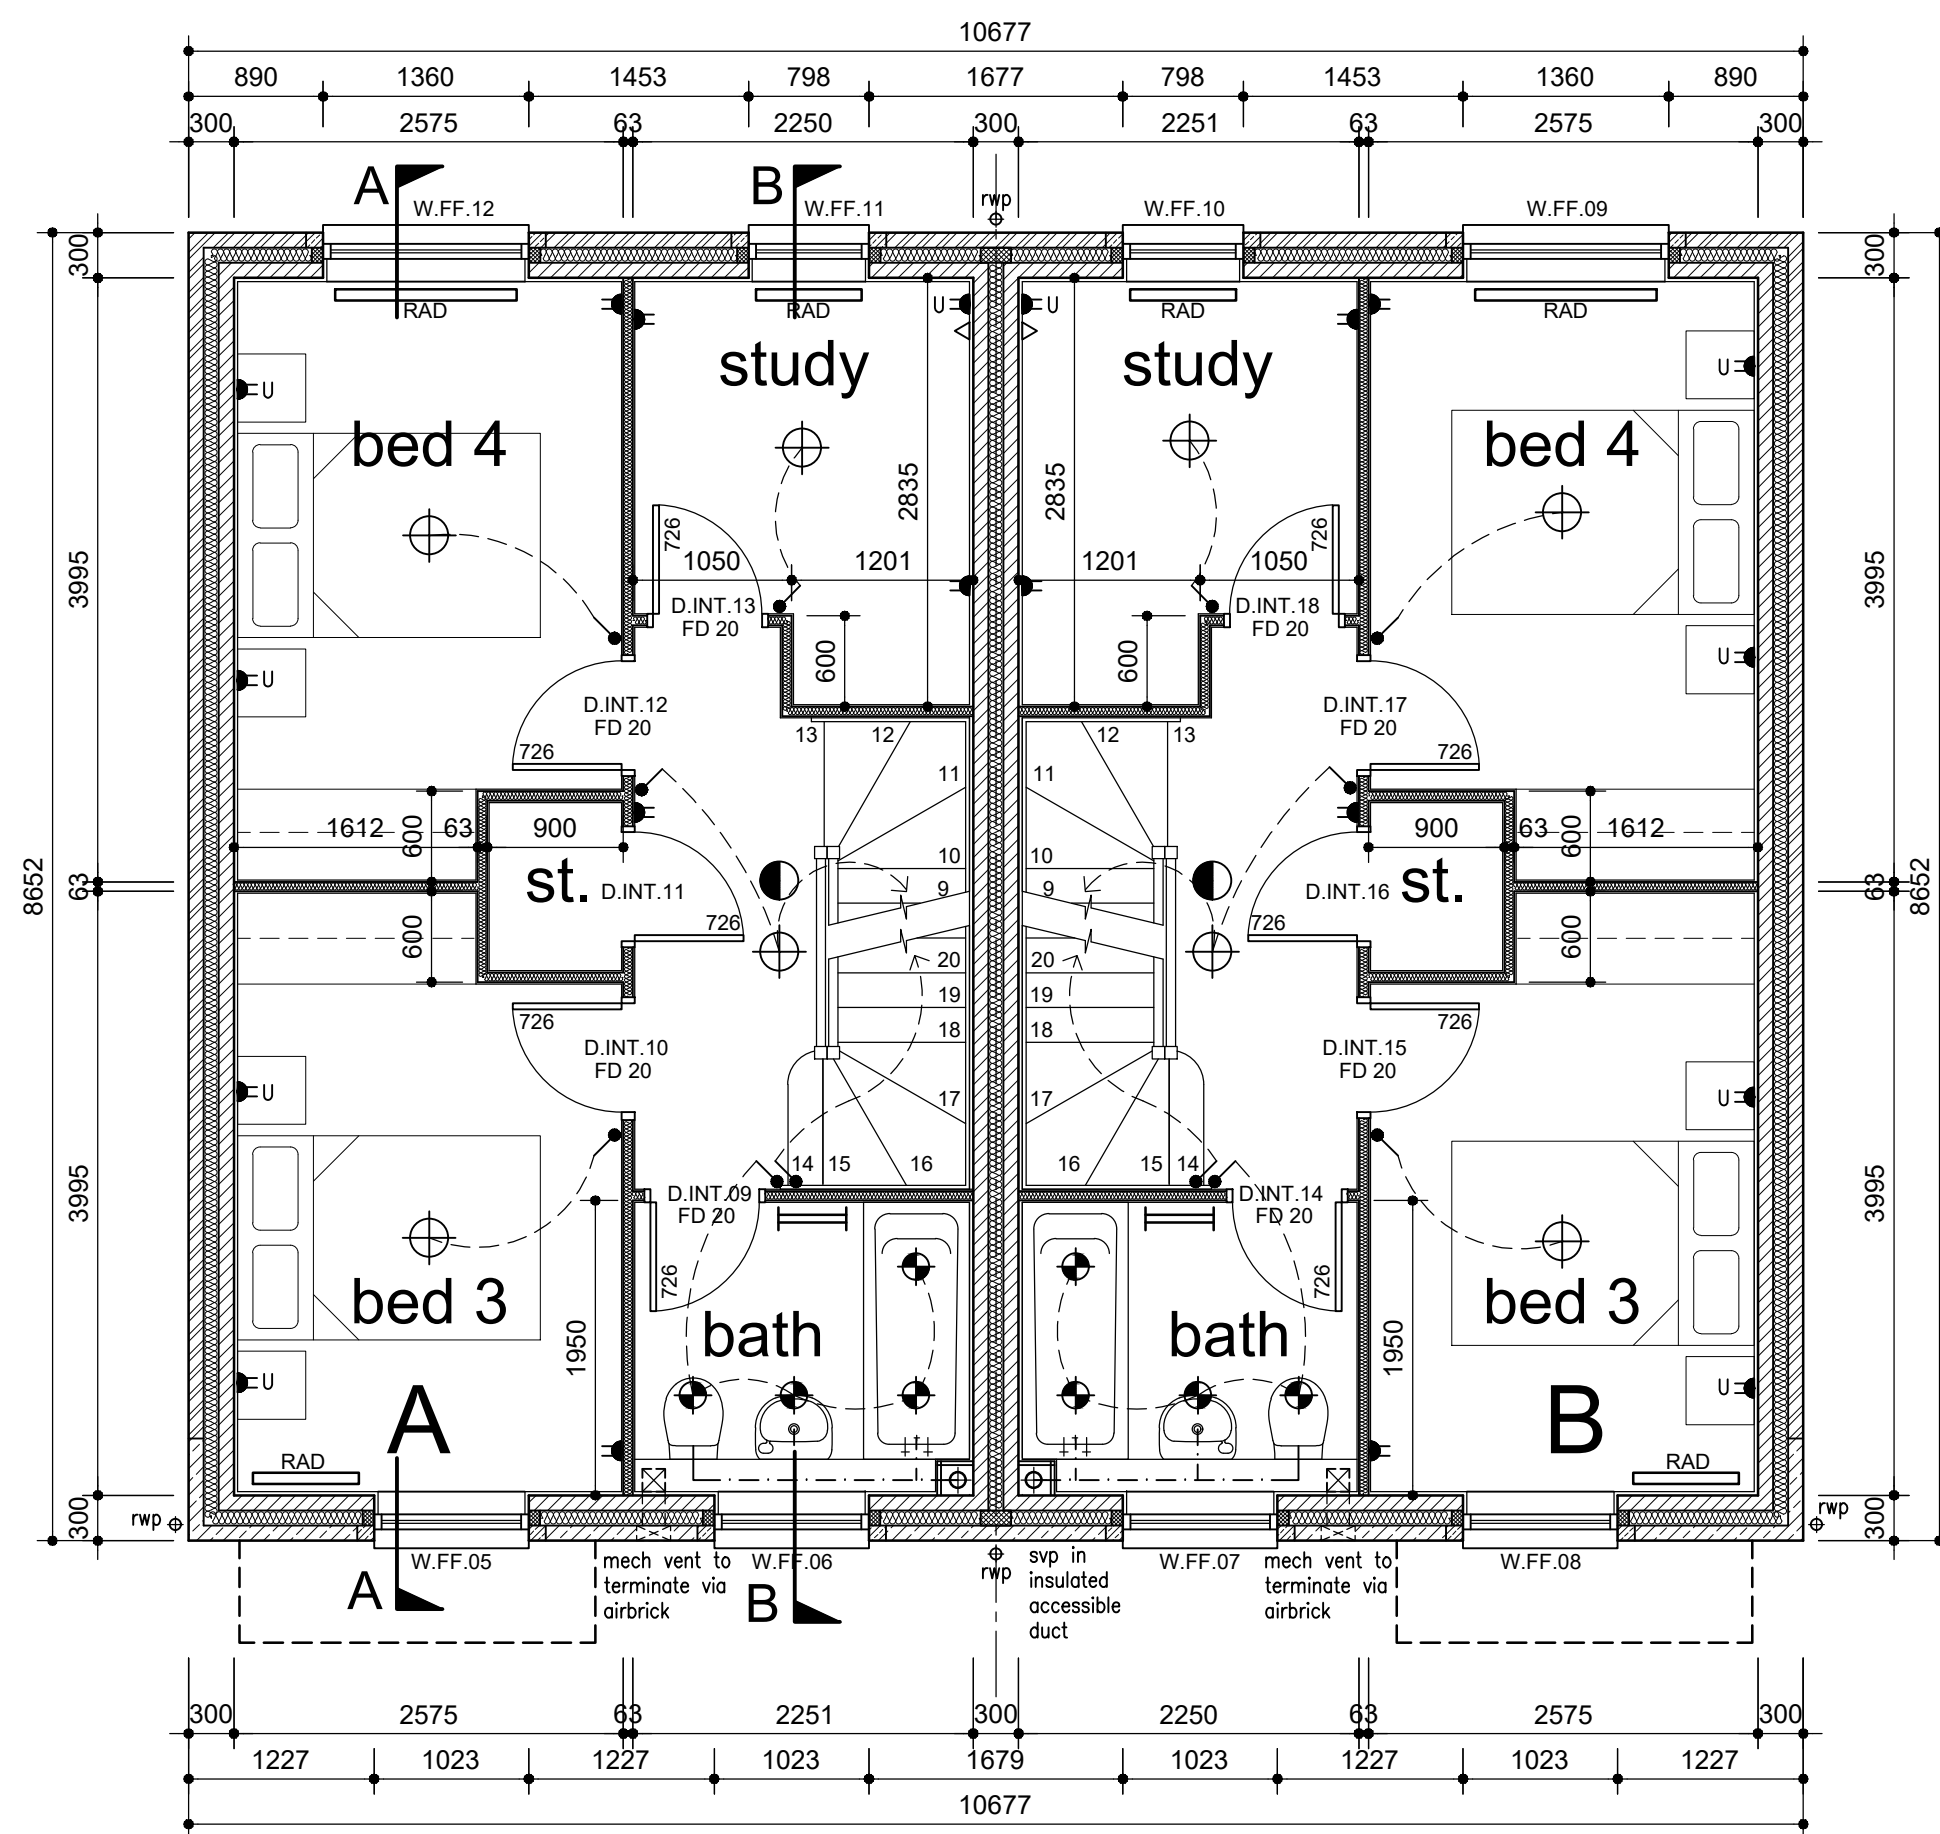 10677
890 1360 1453 798 1677 798 1453 1360 890
300 2575 63 2250 300 2251 63 2575 300
A B
W.FF.12 W.FF.11 rwp W.FF.10 W.FF.09
300 300
RAD RAD U U RAD RAD
study study
U U
bed 4 bed 4
2835 2835
726 726
3995 1050 1201 1201 1050 3995
D.INT.13 D.INT.18
FD 20 FD 20
600 600
U U
D.INT.12 D.INT.17
FD 20 FD 20
13 12 12 13
726 11 11 726
1612 600 63 900 900 63 600 1612
10 10
8652 63 st. D.INT.11 9 9 D.INT.16 st. 63 8652
726 726
600 600
20 20
19 19
726 18 18 726
D.INT.10 D.INT.15
FD 20 FD 20
U 17 17 U
14 15 16 16 15 14
3995 3995
D.INT.09 D.INT.14
FD 20 FD 20
726 726
bed 3 bed 3
1950 bath bath 1950
U U
A B
RAD RAD
300 rwp rwp 300
W.FF.05 mech vent to W.FF.06 rwp svp in W.FF.07 mech vent to W.FF.08
terminate via insulated terminate via
A airbrick B accessible airbrick
duct
300 2575 63 2251 300 2250 63 2575 300
1227 1023 1227 1023 1679 1023 1227 1023 1227
10677